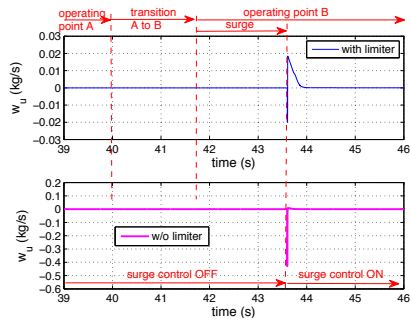 operating point A
transition A to B
operating point B
surge
0.03
0.02
0.01
0
−0.01
−0.02
−0.03
w_u (kg/s)
with limiter
39 40 41 42 43 44 45 46
time (s)
0.2
0.1
0
−0.1
−0.2
−0.3
−0.4
−0.5
−0.6
w_u (kg/s)
w/o limiter
surge control OFF
surge control ON
39 40 41 42 43 44 45 46
time (s)